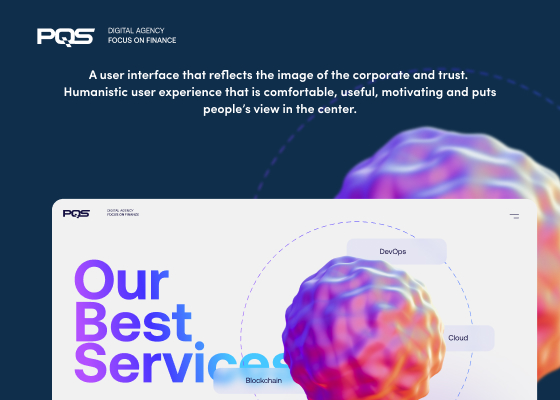 PQS
DIGITAL AGENCY
FOCUS ON FINANCE
A user interface that reflects the image of the corporate and trust.
Humanistic user experience that is comfortable, useful, motivating and puts
people's view in the center.
PQS
DIGITAL AGENCY
FOCUS ON FINANCE
DevOps
Our
Best
Services
Cloud
Blockchain